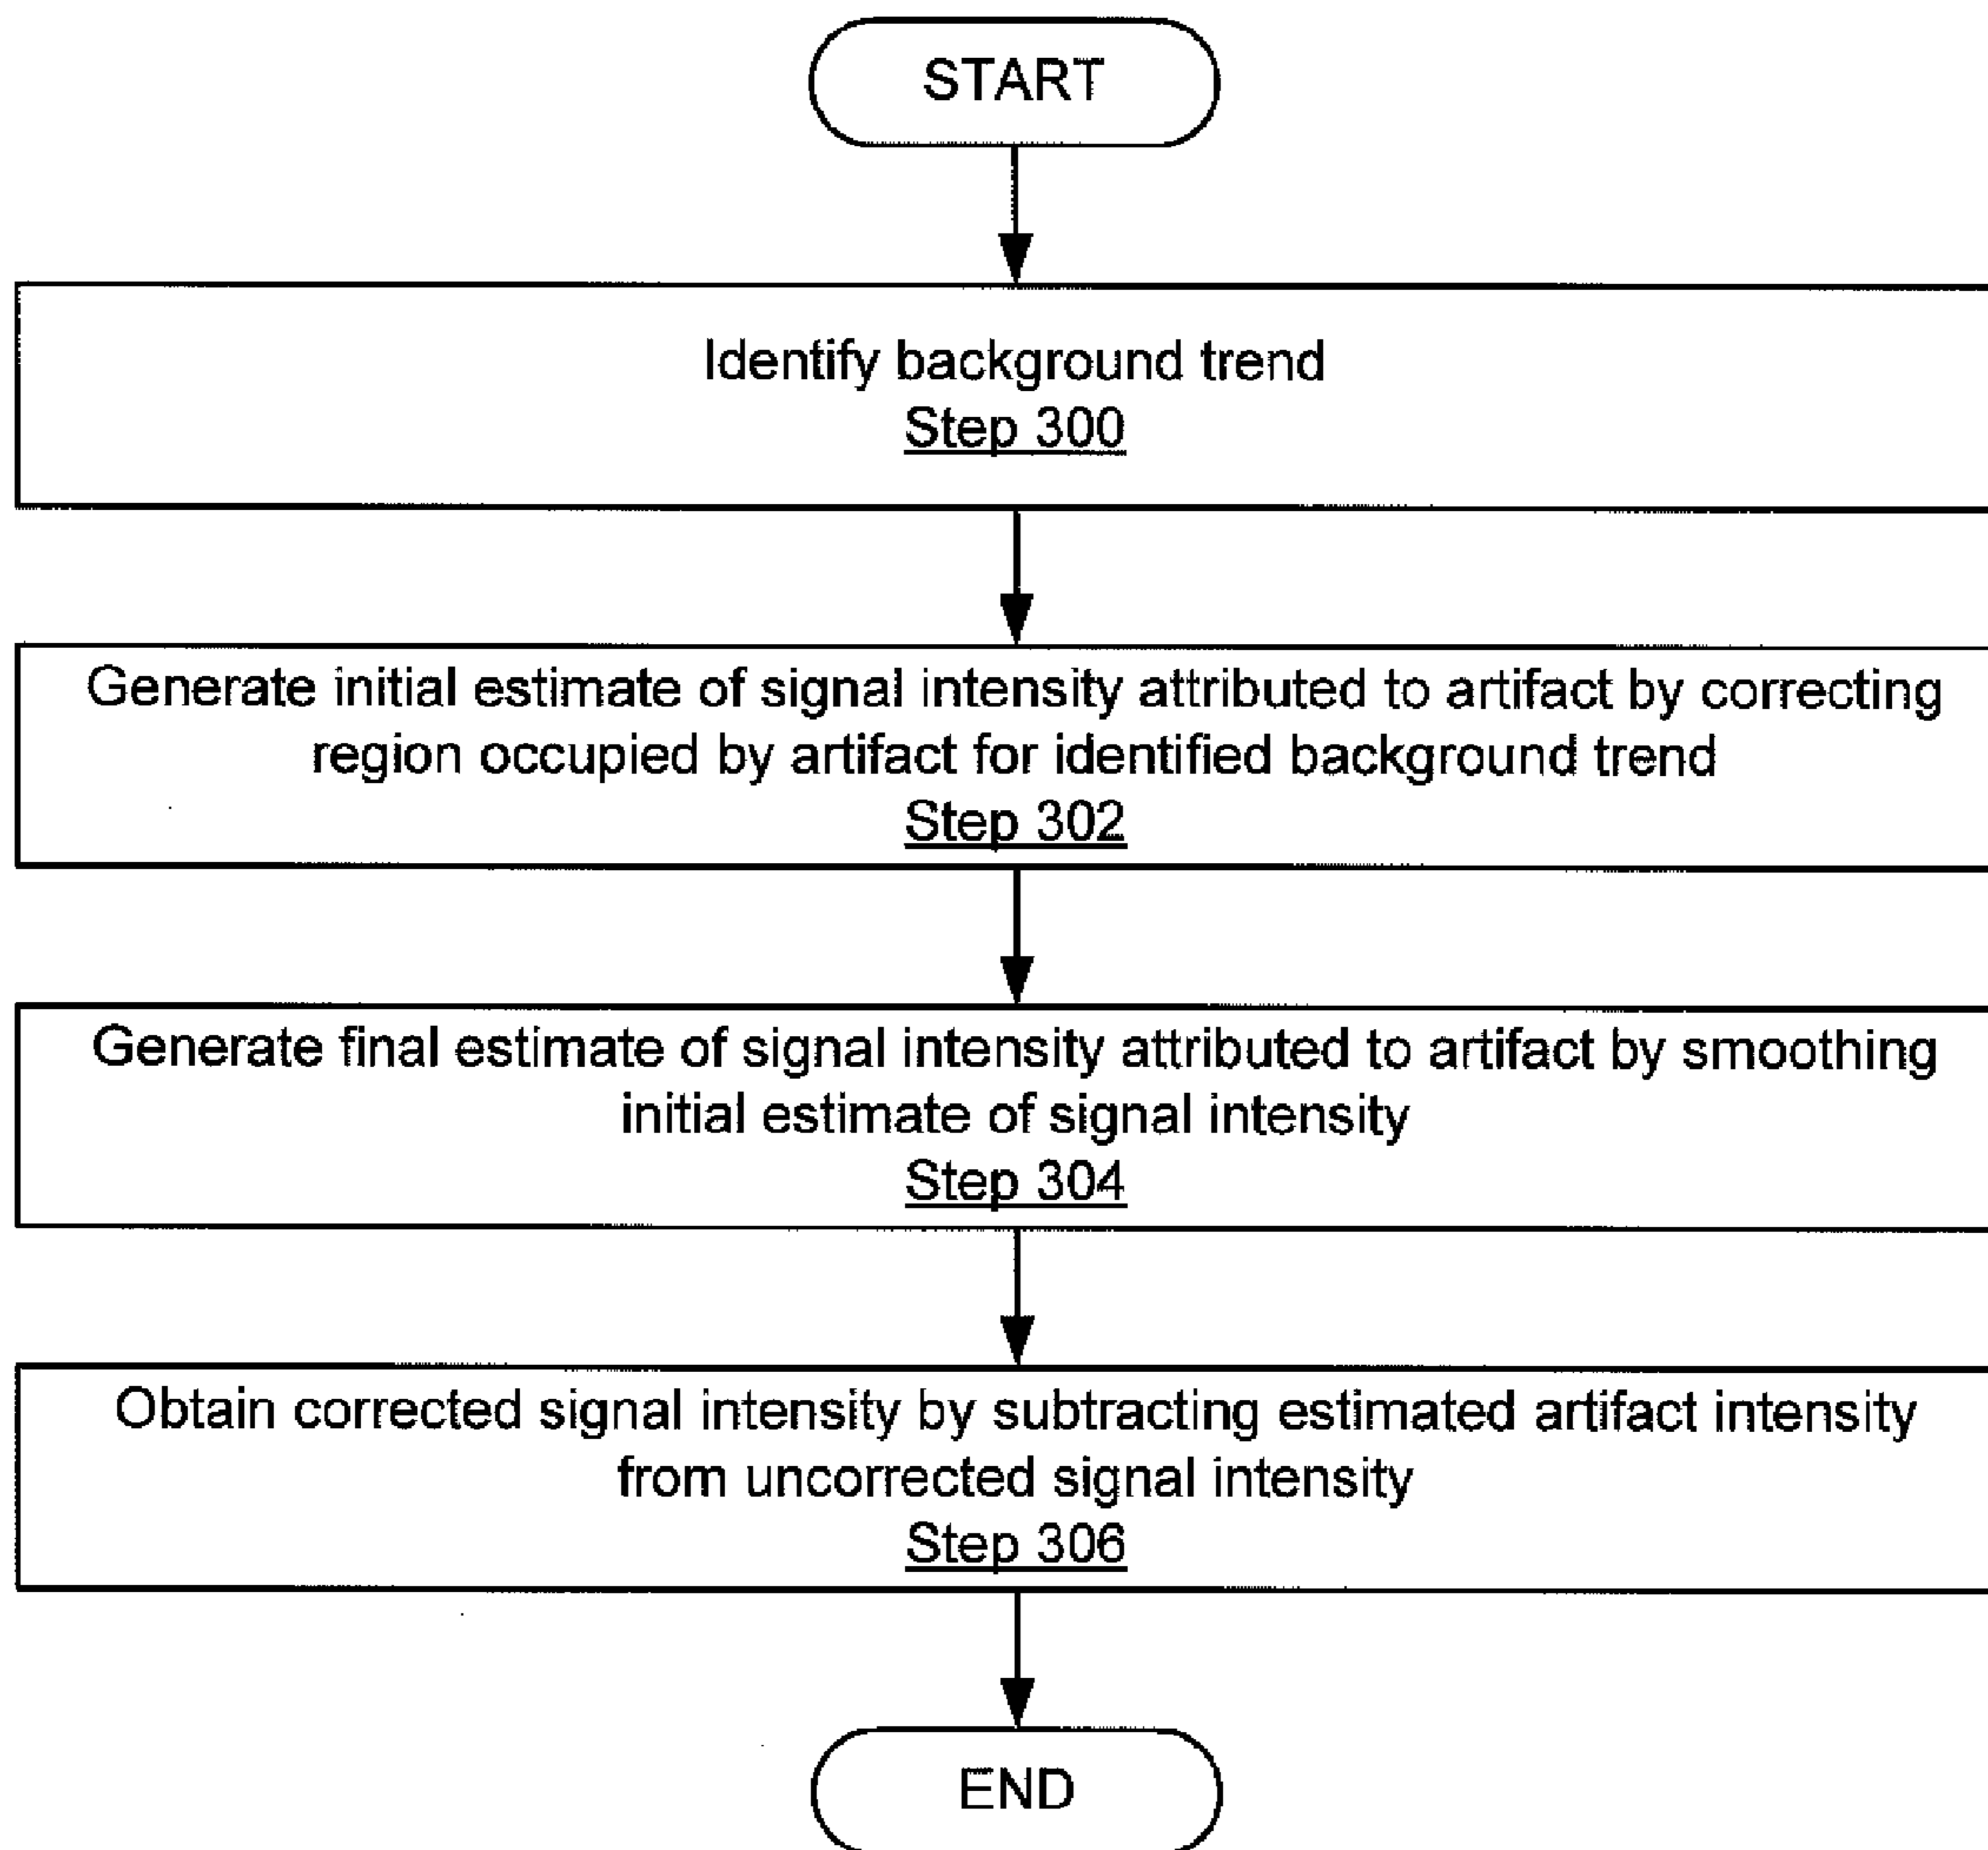 START
Identify background trend
Step 300
Generate initial estimate of signal intensity attributed to artifact by correcting
region occupied by artifact for identified background trend
Step 302
Generate final estimate of signal intensity attributed to artifact by smoothing
initial estimate of signal intensity
Step 304
Obtain corrected signal intensity by subtracting estimated artifact intensity
from uncorrected signal intensity
Step 306
END